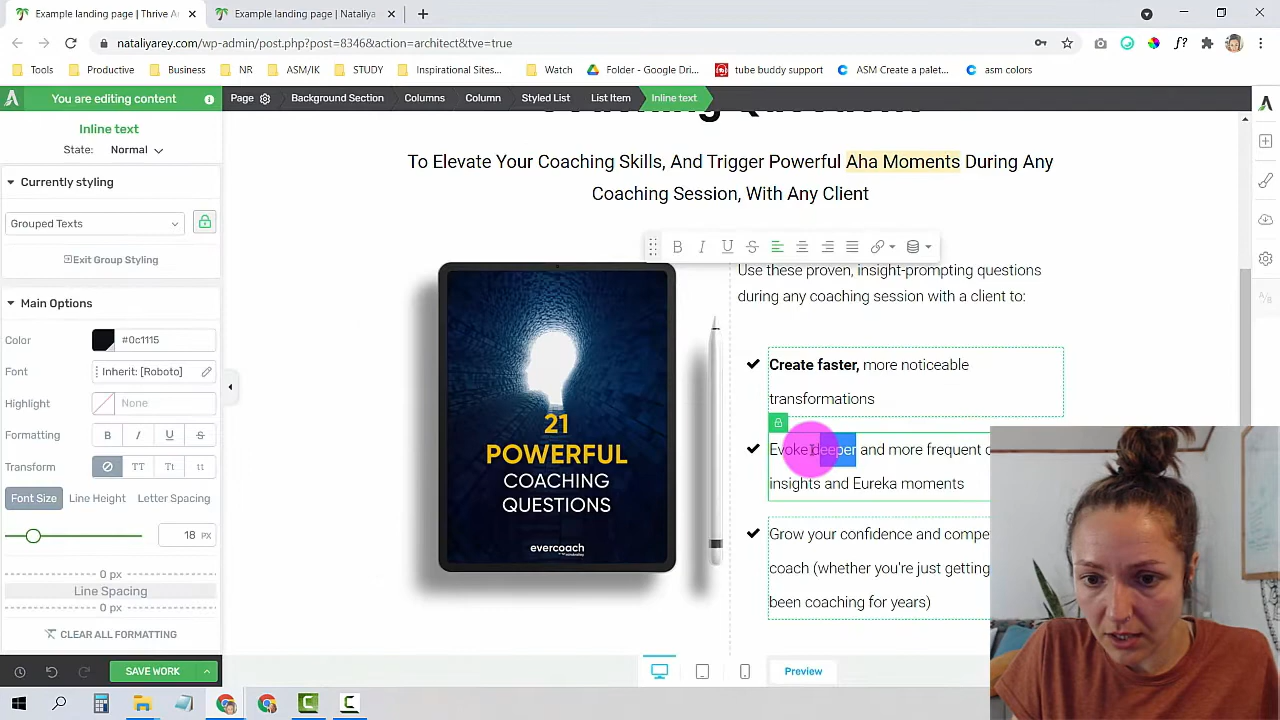 Example landing page | Thrive Ar
Example landing page | Nataliya
nataliyarey.com/wp-admin/post.php?post=8346&action=architect&tve=true
Tools
Productive
Business
NR
ASM/IK
STUDY
Inspirational Sites...
Watch
Folder - Google Dri...
tube buddy support
ASM Create a palet...
asm colors
You are editing content
Page
Background Section
Columns
Column
Styled List
List Item
Inline text
Inline text
State: Normal
Currently styling
Grouped Texts
Exit Group Styling
Main Options
Color #0c1115
Font Inherit: [Roboto]
Highlight None
Formatting B I U S
Transform TT Tt tt
Font Size Line Height Letter Spacing
18 PX
0 px
Line Spacing
0 px
CLEAR ALL FORMATTING
SAVE WORK
To Elevate Your Coaching Skills, And Trigger Powerful Aha Moments During Any
Coaching Session, With Any Client
B I U S
Use these proven, insight-prompting questions
during any coaching session with a client to:
Create faster, more noticeable
transformations
Evoke deeper and more frequent
insights and Eureka moments
Grow your confidence and
coach (whether you're just getting
been coaching for years)
21
POWERFUL
COACHING
QUESTIONS
evercoach
Preview